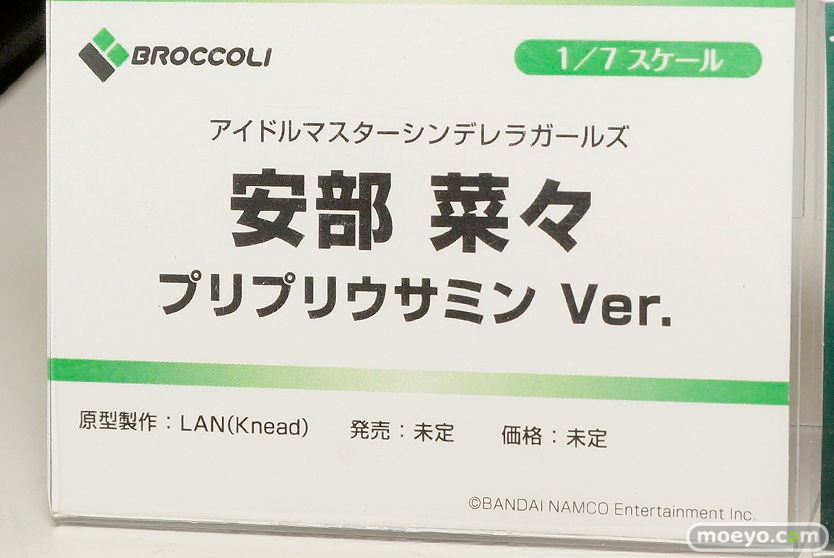 BROCCOLI
1/7 スケール
アイドルマスターシンデレラガールズ
安部 菜々
プリプリウサミン Ver.
原型製作：LAN(Knead) 発売：未定 価格：未定
©BANDAI NAMCO Entertainment Inc.
moeyo.com